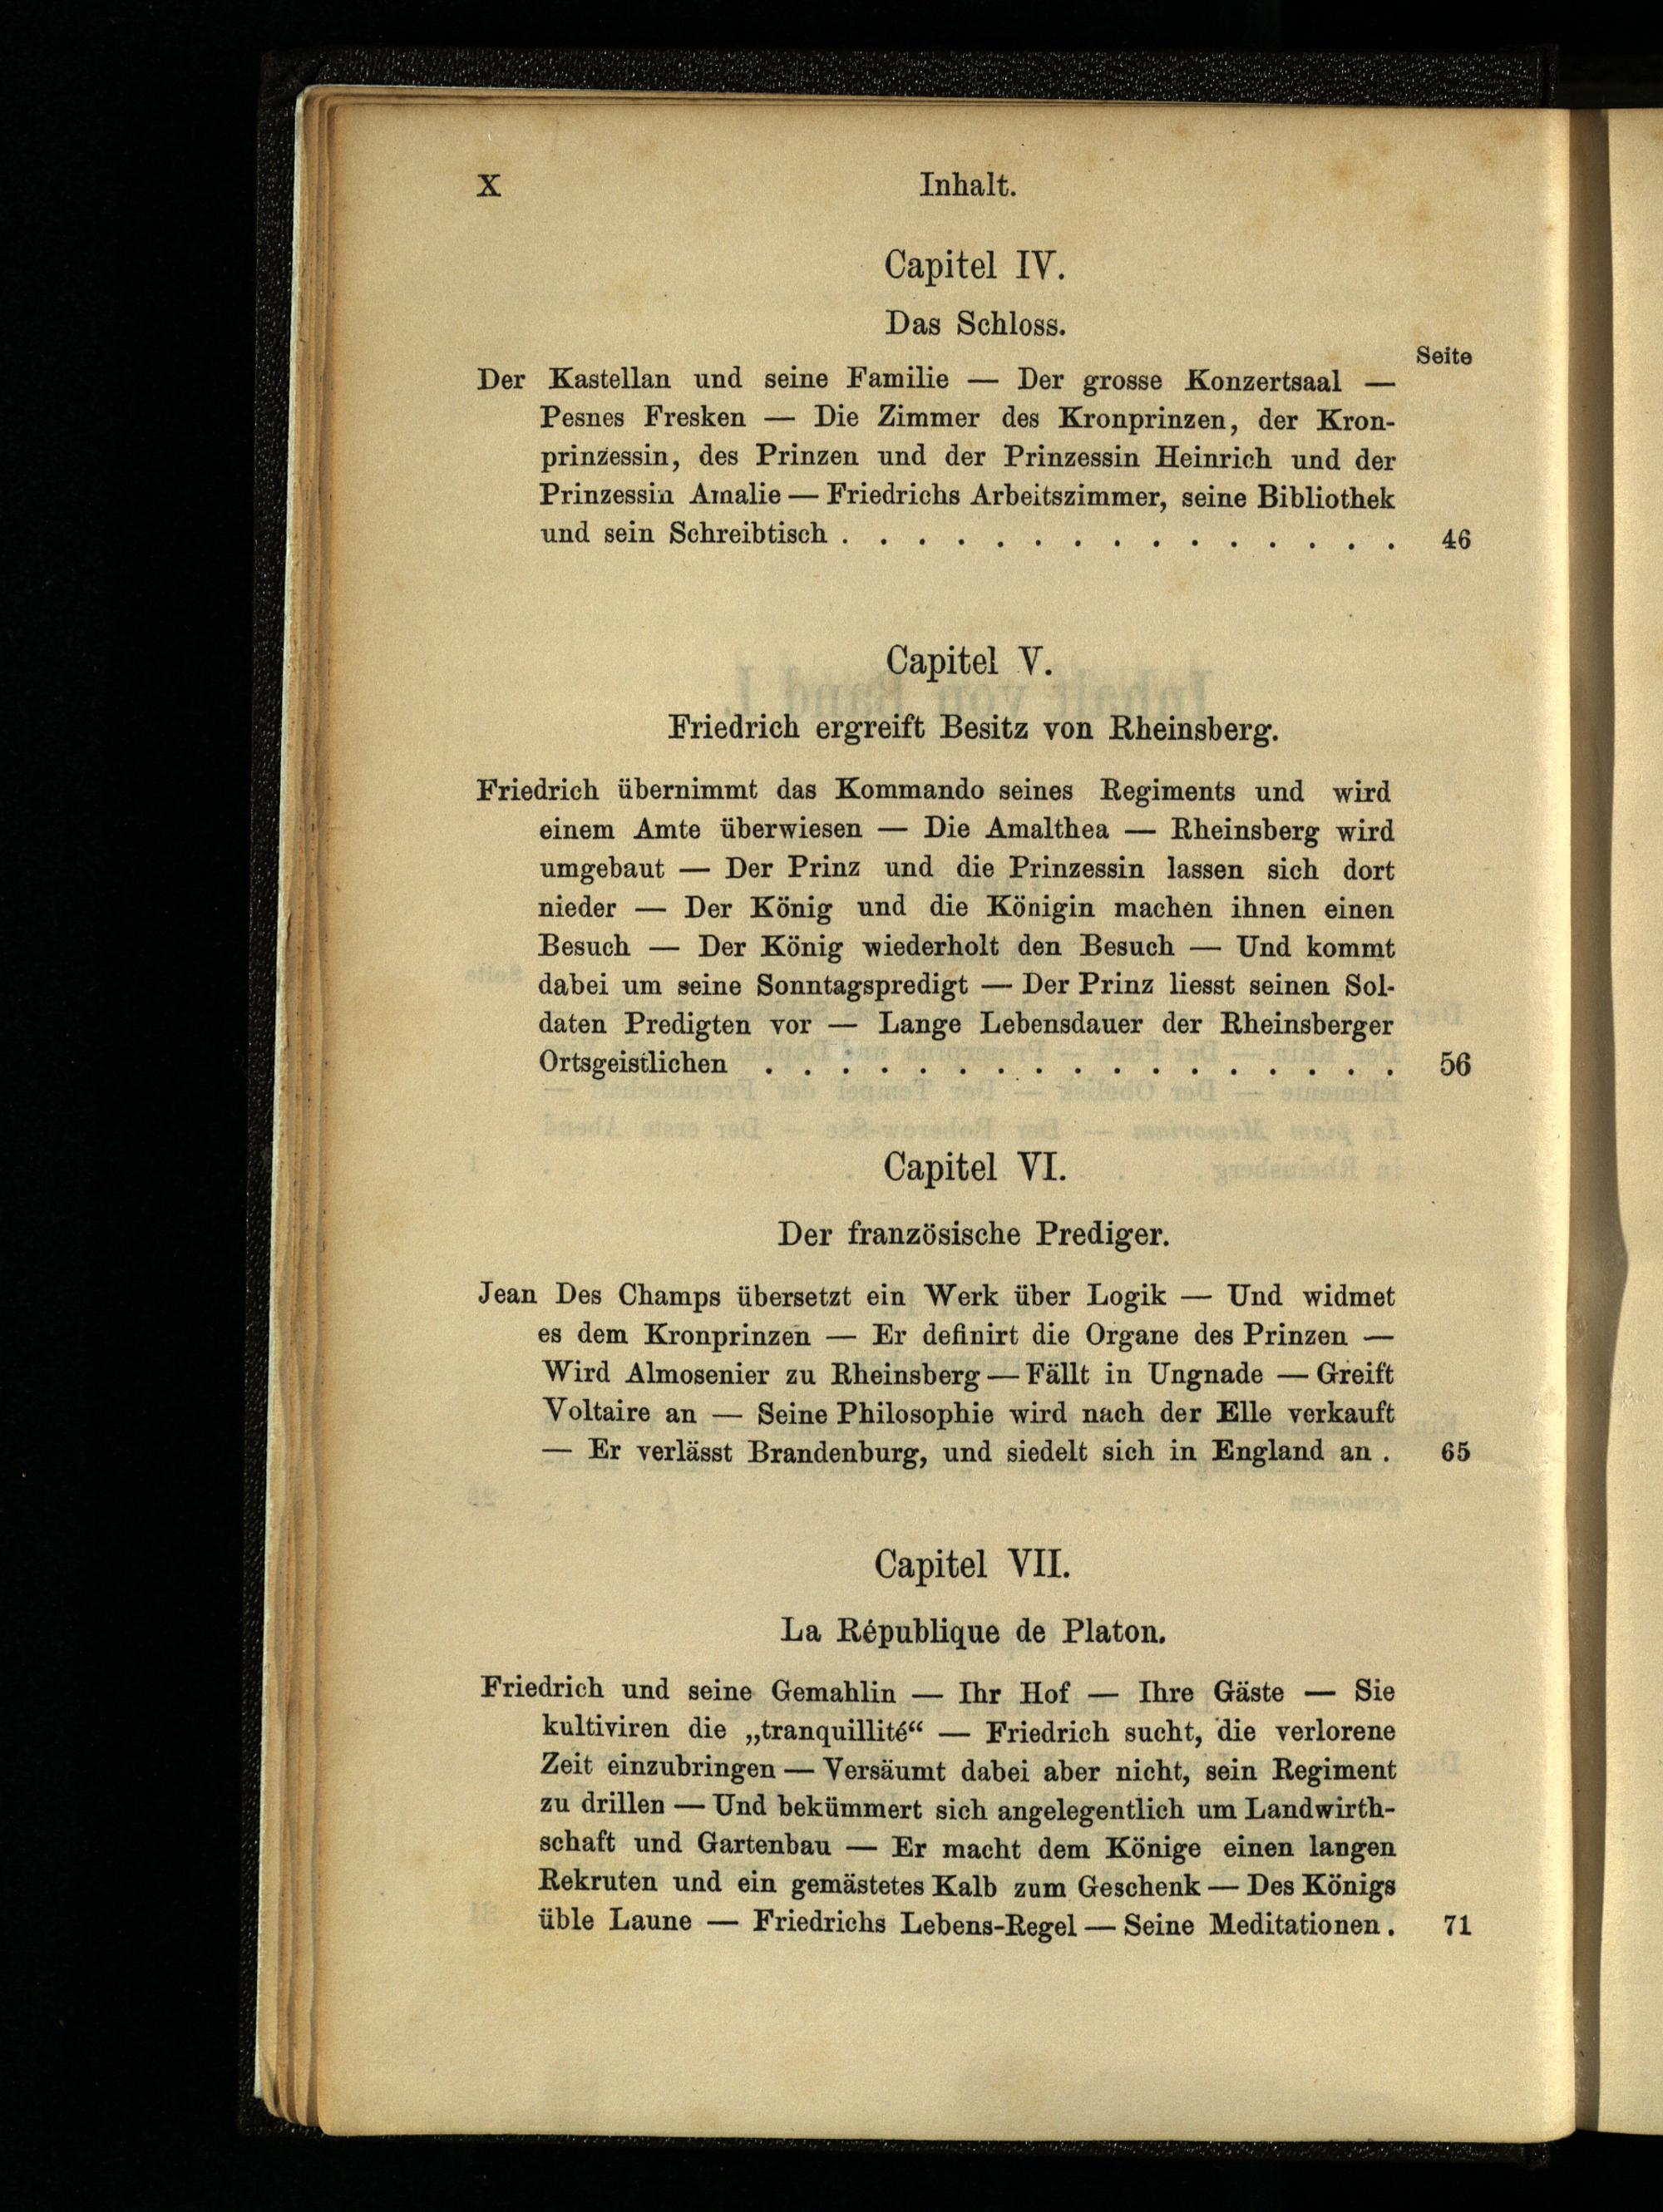 X Inhalt.
Capitel IV.
Das Schloss.
Seite
Der Kastellan und seine Familie — Der grosse Konzertsaal —
Pesnes Fresken — Die Zimmer des Kronprinzen, der Kron-
prinzessin, des Prinzen und der Prinzessin Heinrich und der
Prinzessin Amalie — Friedrichs Arbeitszimmer, seine Bibliothek
und sein Schreibtisch . . . . . . . . . . . . . . . 46
Capitel V.
Friedrich ergreift Besitz von Rheinsberg.
Friedrich übernimmt das Kommando seines Regiments und wird
einem Amte überwiesen — Die Amalthea — Rheinsberg wird
umgebaut — Der Prinz und die Prinzessin lassen sich dort
nieder — Der König und die Königin machen ihnen einen
Besuch — Der König wiederholt den Besuch — Und kommt
dabei um seine Sonntagspredigt — Der Prinz liesst seinen Sol-
daten Predigten vor — Lange Lebensdauer der Rheinsberger
Ortsgeistlichen . . . . . . . . . . . . . . . . . 56
Capitel VI.
Der französische Prediger.
Jean Des Champs übersetzt ein Werk über Logik — Und widmet
es dem Kronprinzen — Er definirt die Organe des Prinzen —
Wird Almosenier zu Rheinsberg — Fällt in Ungnade — Greift
Voltaire an — Seine Philosophie wird nach der Elle verkauft
— Er verlässt Brandenburg, und siedelt sich in England an . 65
Capitel VII.
La République de Platon.
Friedrich und seine Gemahlin — Ihr Hof — Ihre Gäste — Sie
kultiviren die „tranquillité“ — Friedrich sucht, die verlorene
Zeit einzubringen — Versäumt dabei aber nicht, sein Regiment
zu drillen — Und bekümmert sich angelegentlich um Landwirth-
schaft und Gartenbau — Er macht dem Könige einen langen
Rekruten und ein gemästetes Kalb zum Geschenk — Des Königs
üble Laune — Friedrichs Lebens-Regel — Seine Meditationen . 71